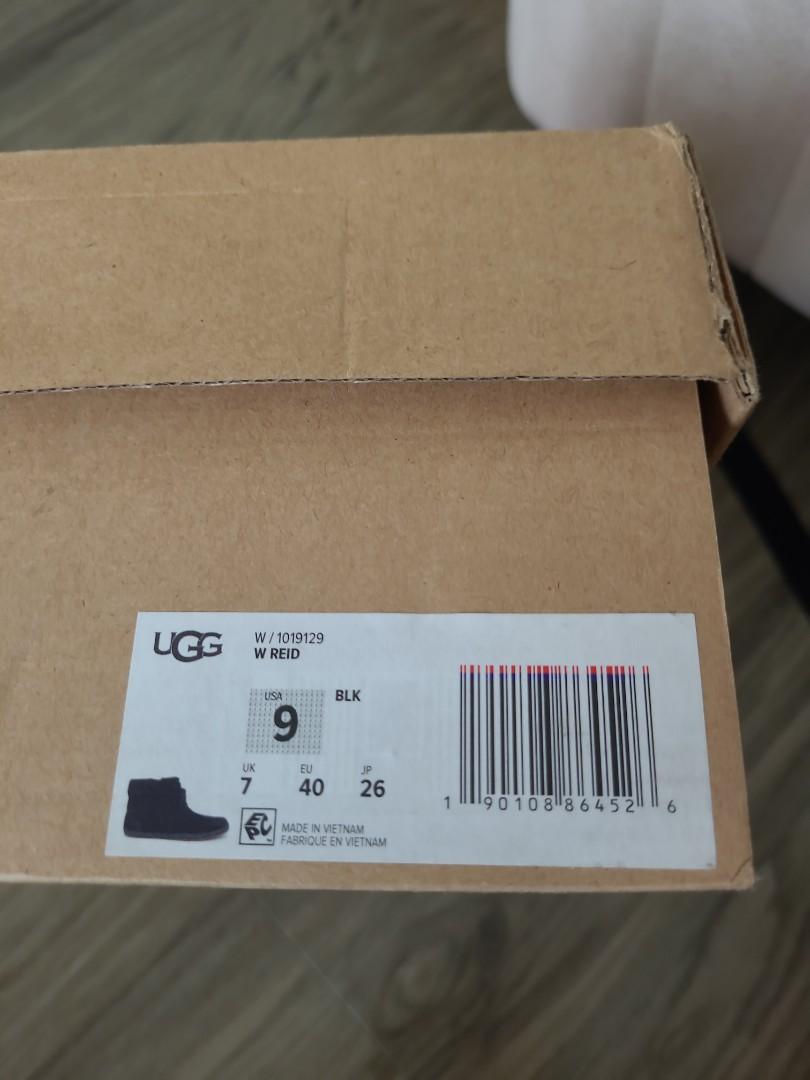 UGG
W / 1019129
W REID
USA
9
BLK
UK EU JP
7 40 26
EPC
MADE IN VIETNAM
FABRIQUE EN VIETNAM
1 90108 86452 6